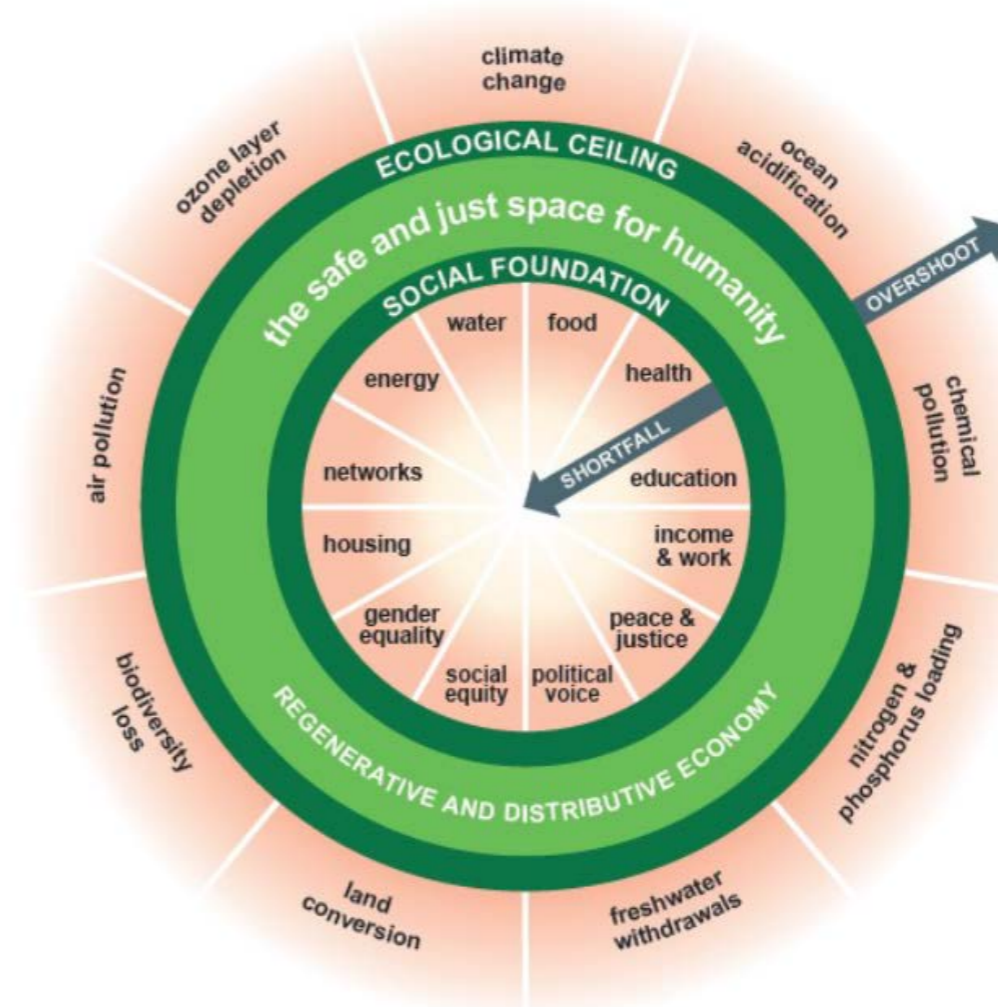 climate
change
ocean
acidification
chemical
pollution
nitrogen &
phosphorus loading
freshwater
withdrawals
land
conversion
biodiversity
loss
air pollution
ozone layer
depletion
OVERSHOOT
ECOLOGICAL CEILING
the safe and just space for humanity
SOCIAL FOUNDATION
water
food
health
education
income
& work
peace &
justice
political
voice
social
equity
gender
equality
housing
networks
energy
SHORTFALL
REGENERATIVE AND DISTRIBUTIVE ECONOMY